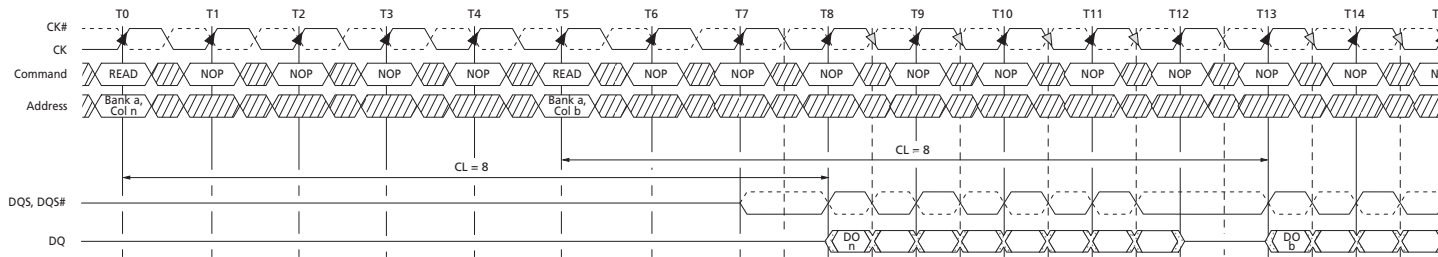 T0 T1 T2 T3 T4 T5 T6 T7 T8 T9 T10 T11 T12 T13 T14 T
CK#
CK
Command READ NOP NOP NOP NOP READ NOP NOP NOP NOP NOP NOP NOP NOP NOP N
Address Bank a, Bank a,
Col n Col b
CL = 8
CL = 8
DQS, DQS#
DQ DO DO
n b